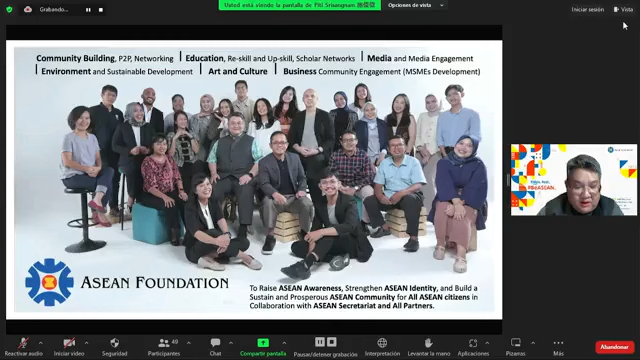 Grabando...
Usted está viendo la pantalla de Piti Srisangnam
Opciones de vista
Iniciar sesión
Vista
Community Building, P2P, Networking | Education, Re-skill and Up-skill, Scholar Networks | Media and Media Engagement
| Environment and Sustainable Development | Art and Culture | Business Community Engagement (MSMEs Development)
#BeASEAN.
ASEAN FOUNDATION
To Raise ASEAN Awareness, Strengthen ASEAN Identity, and Build a
Sustain and Prosperous ASEAN Community for All ASEAN citizens in
Collaboration with ASEAN Secretariat and All Partners.
49
Reactivar audio
Iniciar video
Seguridad
Participantes
Chat
Compartir pantalla
Pausar/detener grabación
Interpretación
Levantar la mano
Aplicaciones
Pizarras
Más
Abandonar